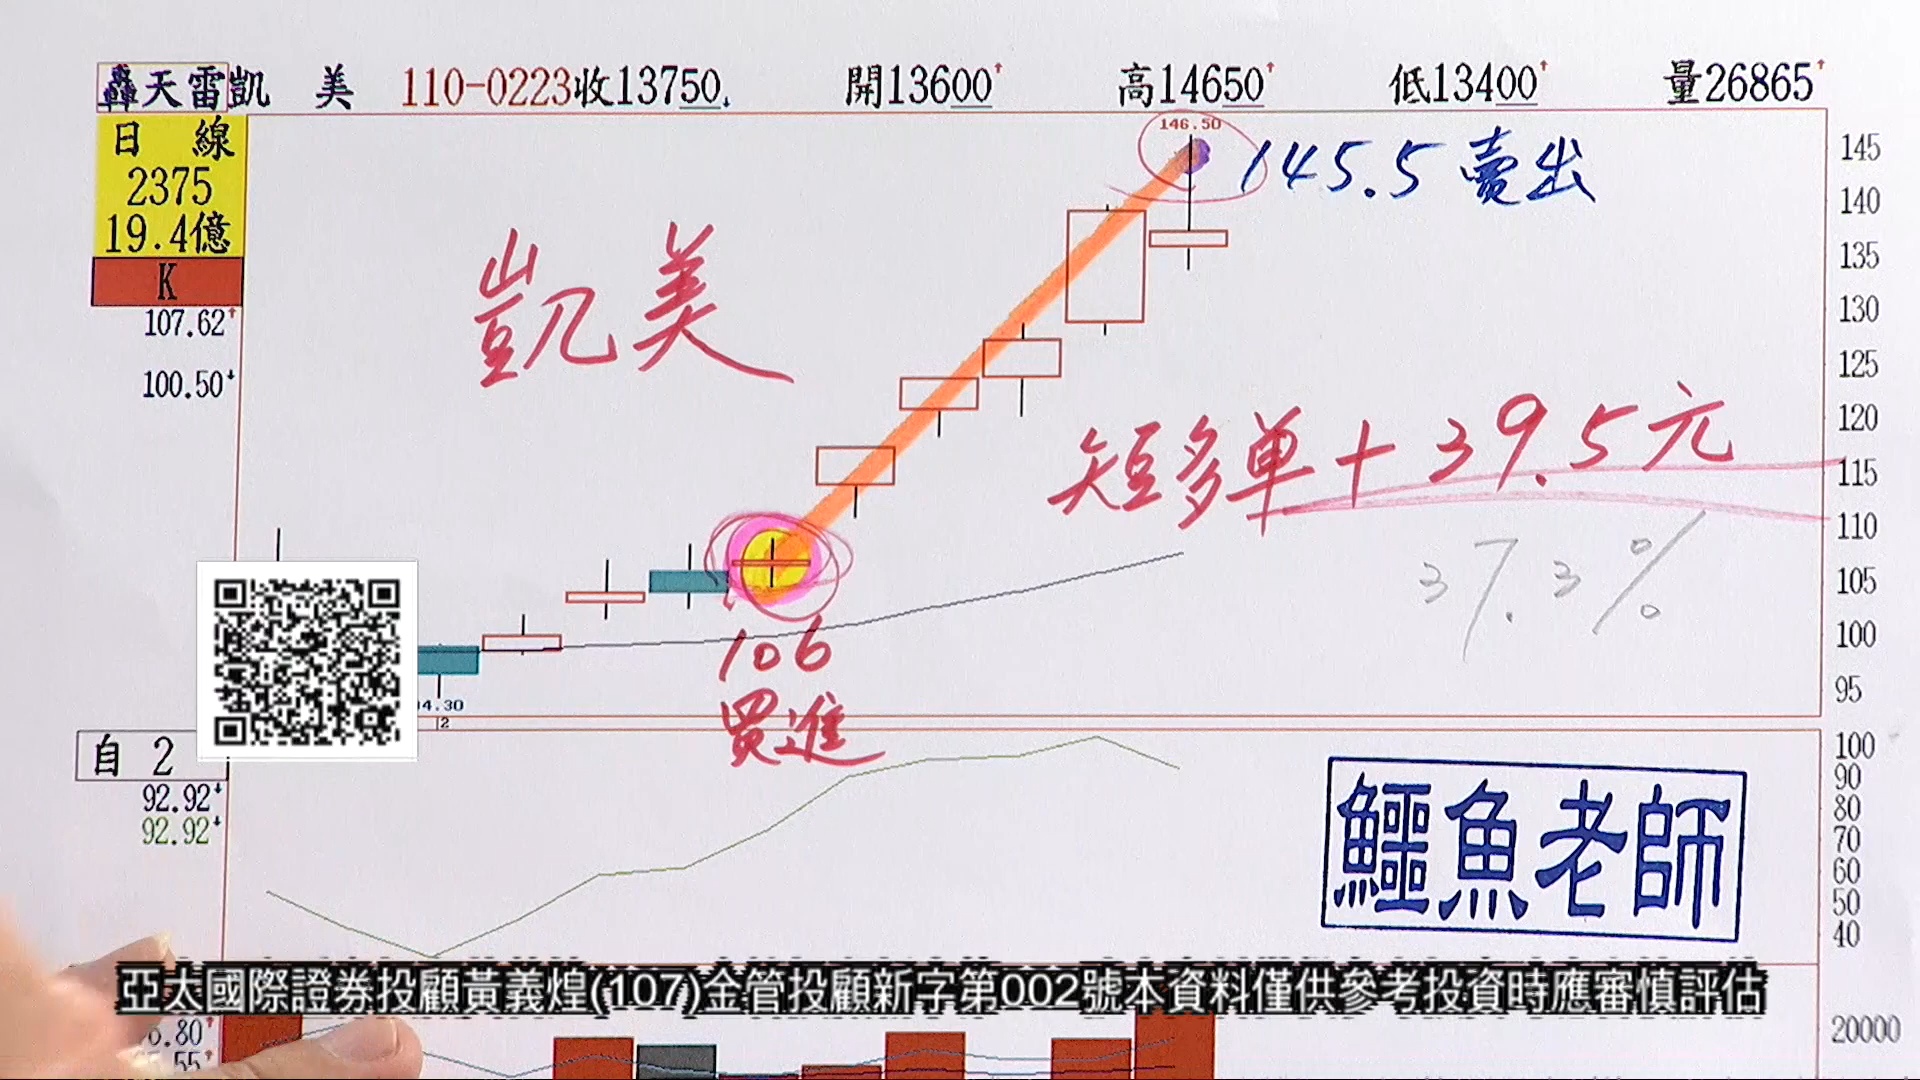 轟天雷凱 美 110-0223收13750 開13600 高14650 低13400 量26865
日 線
2375
19.4億
K
107.62
100.50
146.50
145.5 賣出
凱美
短多單+39.5元
37.3%
106
買進
4.30
2
145
140
135
130
125
120
115
110
105
100
95
自 2
92.92
92.92
100
90
80
70
60
50
40
鱷魚老師
亞太國際證券投顧黃義煌(107)金管投顧新字第002號本資料僅供參考投資時應審慎評估
6.80
20000